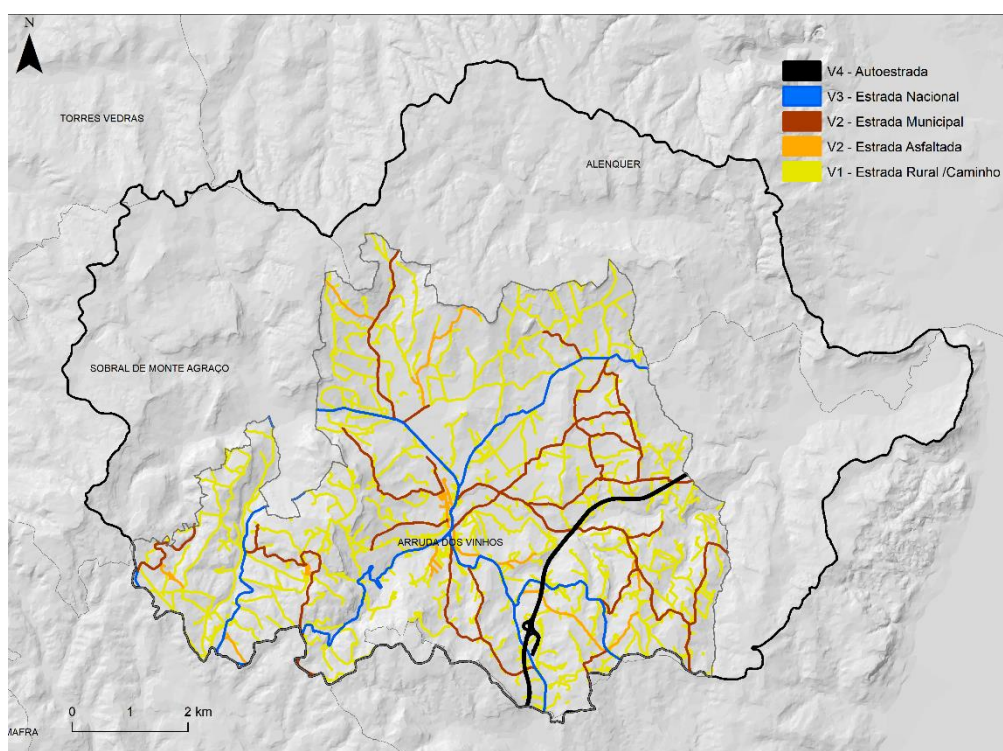 N
TORRES VEDRAS
ALENQUER
V4 - Autoestrada
V3 - Estrada Nacional
V2 - Estrada Municipal
V2 - Estrada Asfaltada
V1 - Estrada Rural /Caminho
SOBRAL DE MONTE AGRAÇO
ARRUDA DOS VINHOS
0 1 2 km
MAFRA